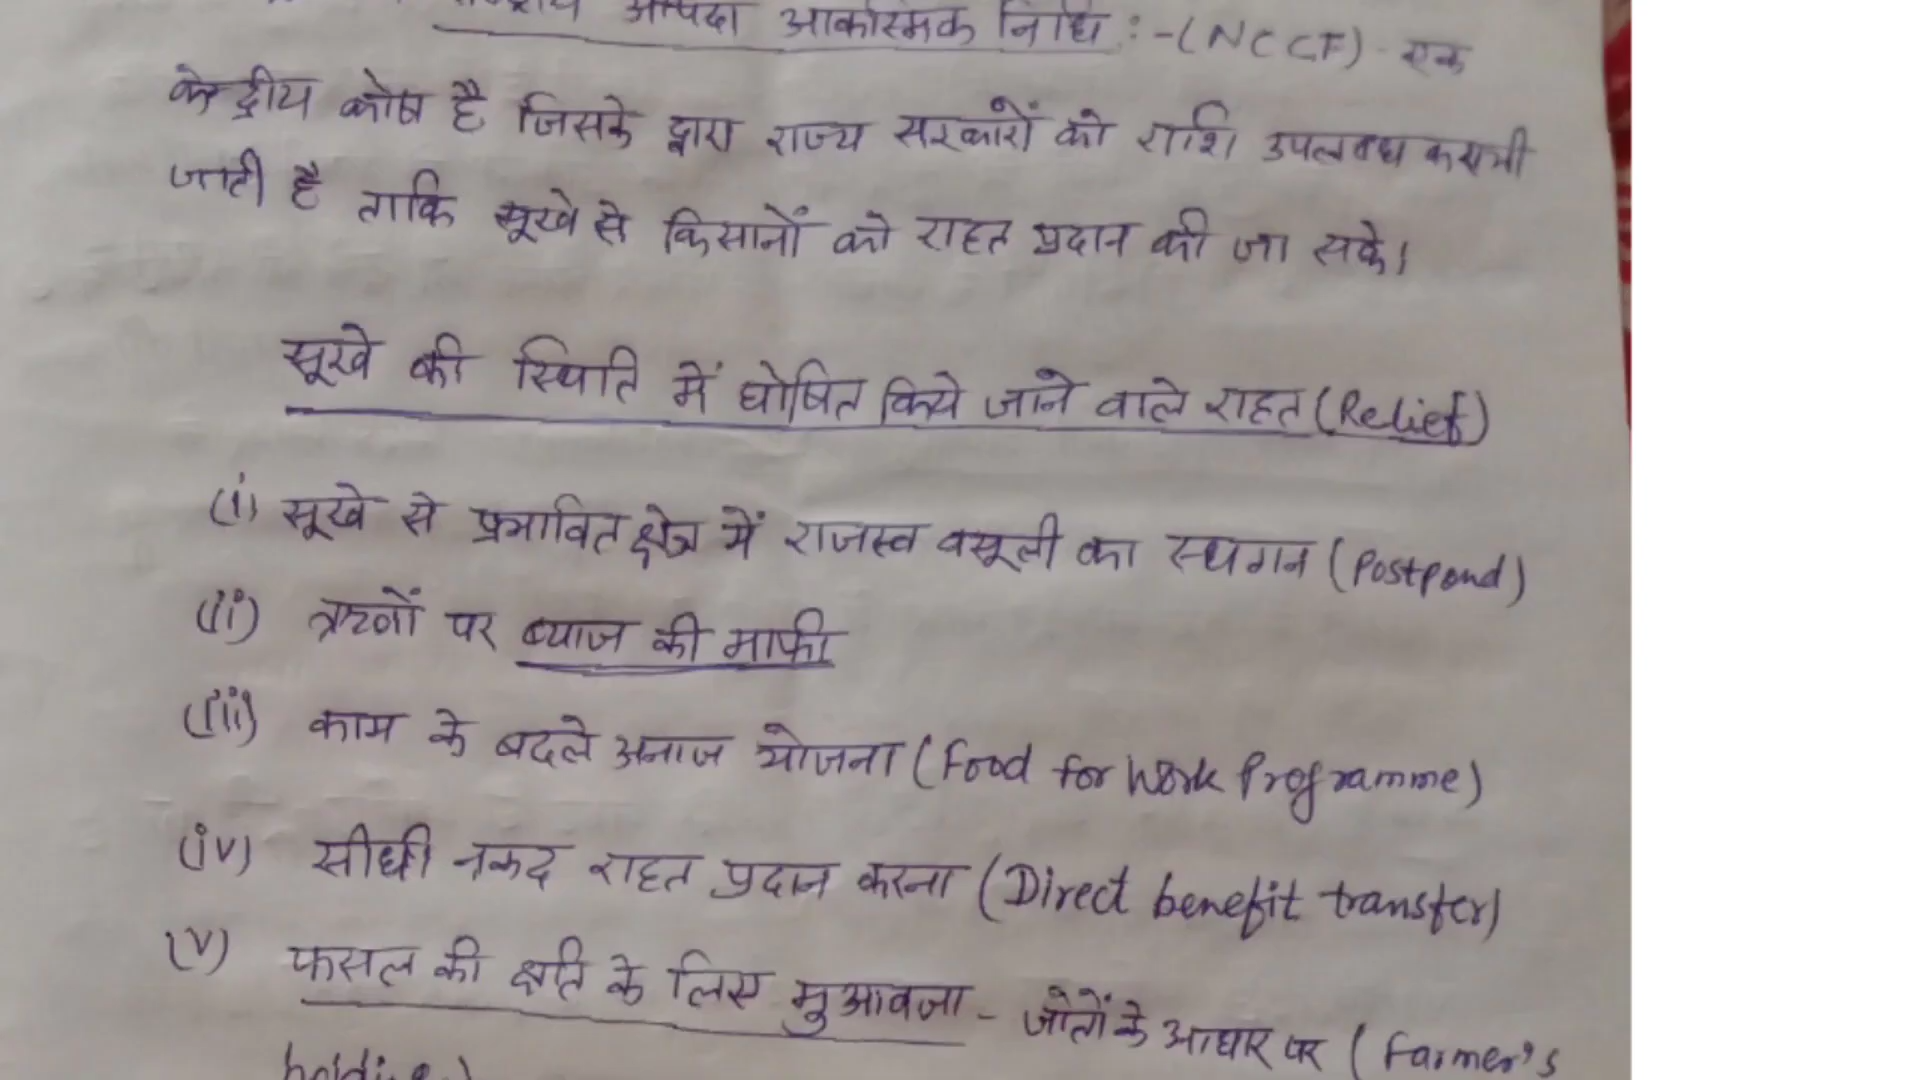 राष्ट्रीय आपदा आकस्मिक निधि :- (NCCF) - एक
केन्द्रीय कोष है जिसके द्वारा राज्य सरकारों को राशि उपलबध करायी
जाती है ताकि सूखे से किसानों को राहत प्रदान की जा सके।
सूखे की स्थिति में घोषित किये जाने वाले राहत (Relief)
(i) सूखे से प्रभावित क्षेत्र में राजस्व वसूली का स्थगन (Postpond)
(ii) ऋणों पर ब्याज की माफी
(iii) काम के बदले अनाज योजना (Food for Work Programme)
(iv) सीधी नकद राहत प्रदान करना (Direct benefit transfer)
(v) फसल की क्षति के लिए मुआवजा - जोतों के आधार पर (Farmer's